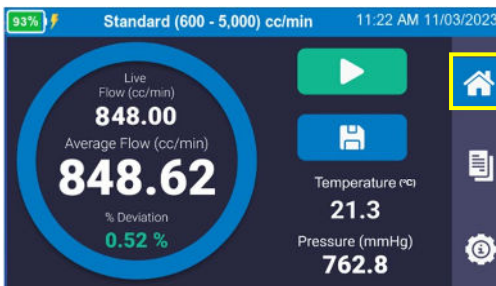 93%
Standard (600 - 5,000) cc/min
11:22 AM 11/03/2023
Live
Flow (cc/min)
848.00
Average Flow (cc/min)
848.62
% Deviation
0.52 %
Temperature (ºC)
21.3
Pressure (mmHg)
762.8